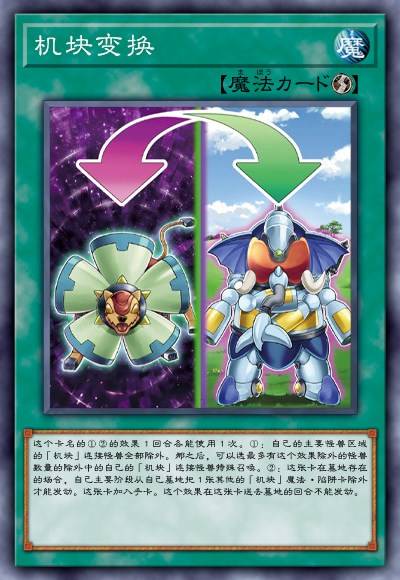 机块变换
魔
まほう
【魔法カード】
这个卡名的①②的效果1回合各能使用1次。①：自己的主要怪兽区域
的「机块」连接怪兽全部除外。那之后，可以选最多有这个效果除外的怪兽
数量的除外中的自己的「机块」连接怪兽特殊召唤。②：这张卡在墓地存在
的场合，自己主要阶段从自己墓地把1张其他的「机块」魔法·陷阱卡除外
才能发动。这张卡加入手卡。这个效果在这张卡送去墓地的回合不能发动。